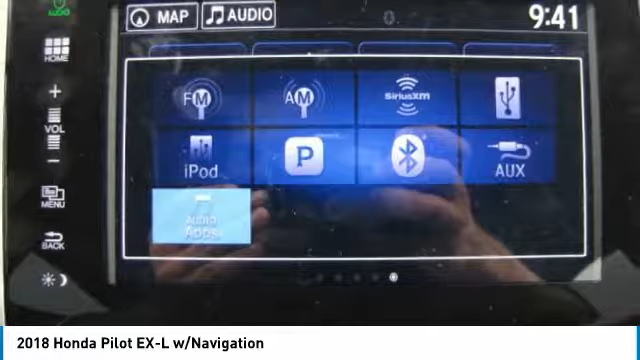 AUDIO
MAP
AUDIO
9:41
HOME
+
VOL
-
MENU
BACK
FM
AM
SiriusXM
iPod
P
AUX
AUDIO
Apps
2018 Honda Pilot EX-L w/Navigation